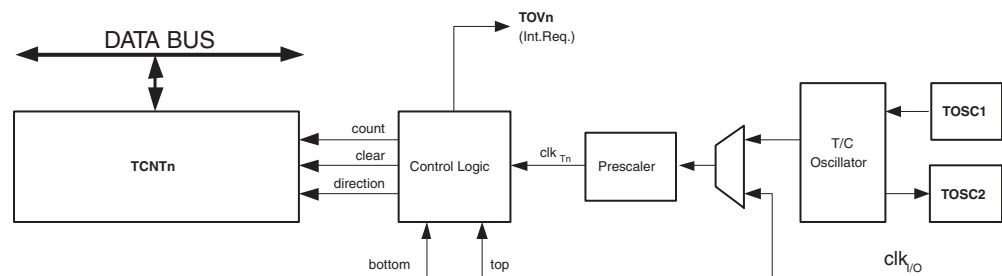 TOVn
(Int.Req.)
DATA BUS
TCNTn
count
clear
direction
Control Logic
clk Tn
Prescaler
T/C
Oscillator
TOSC1
TOSC2
bottom
top
clkI/O